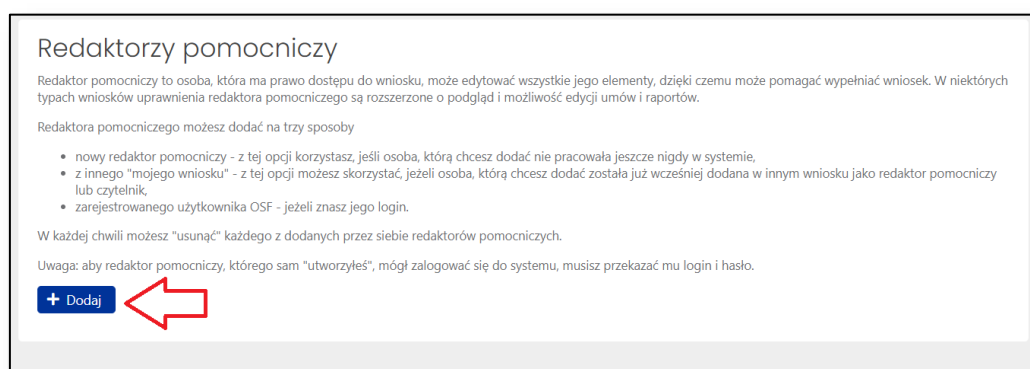 Redaktorzy pomocniczy
Redaktor pomocniczy to osoba, która ma prawo dostępu do wniosku, może edytować wszystkie jego elementy, dzięki czemu może pomagać wypełniać wniosek. W niektórych
typach wniosków uprawnienia redaktora pomocniczego są rozszerzone o podgląd i możliwość edycji umów i raportów.
Redaktora pomocniczego możesz dodać na trzy sposoby
• nowy redaktor pomocniczy - z tej opcji korzystasz, jeśli osoba, którą chcesz dodać nie pracowała jeszcze nigdy w systemie,
• z innego "mojego wniosku" - z tej opcji możesz skorzystać, jeżeli osoba, którą chcesz dodać została już wcześniej dodana w innym wniosku jako redaktor pomocniczy
lub czytelnik,
• zarejestrowanego użytkownika OSF - jeżeli znasz jego login.
W każdej chwili możesz "usunąć" każdego z dodanych przez siebie redaktorów pomocniczych.
Uwaga: aby redaktor pomocniczy, którego sam "utworzyłeś", mógł zalogować się do systemu, musisz przekazać mu login i hasło.
+ Dodaj